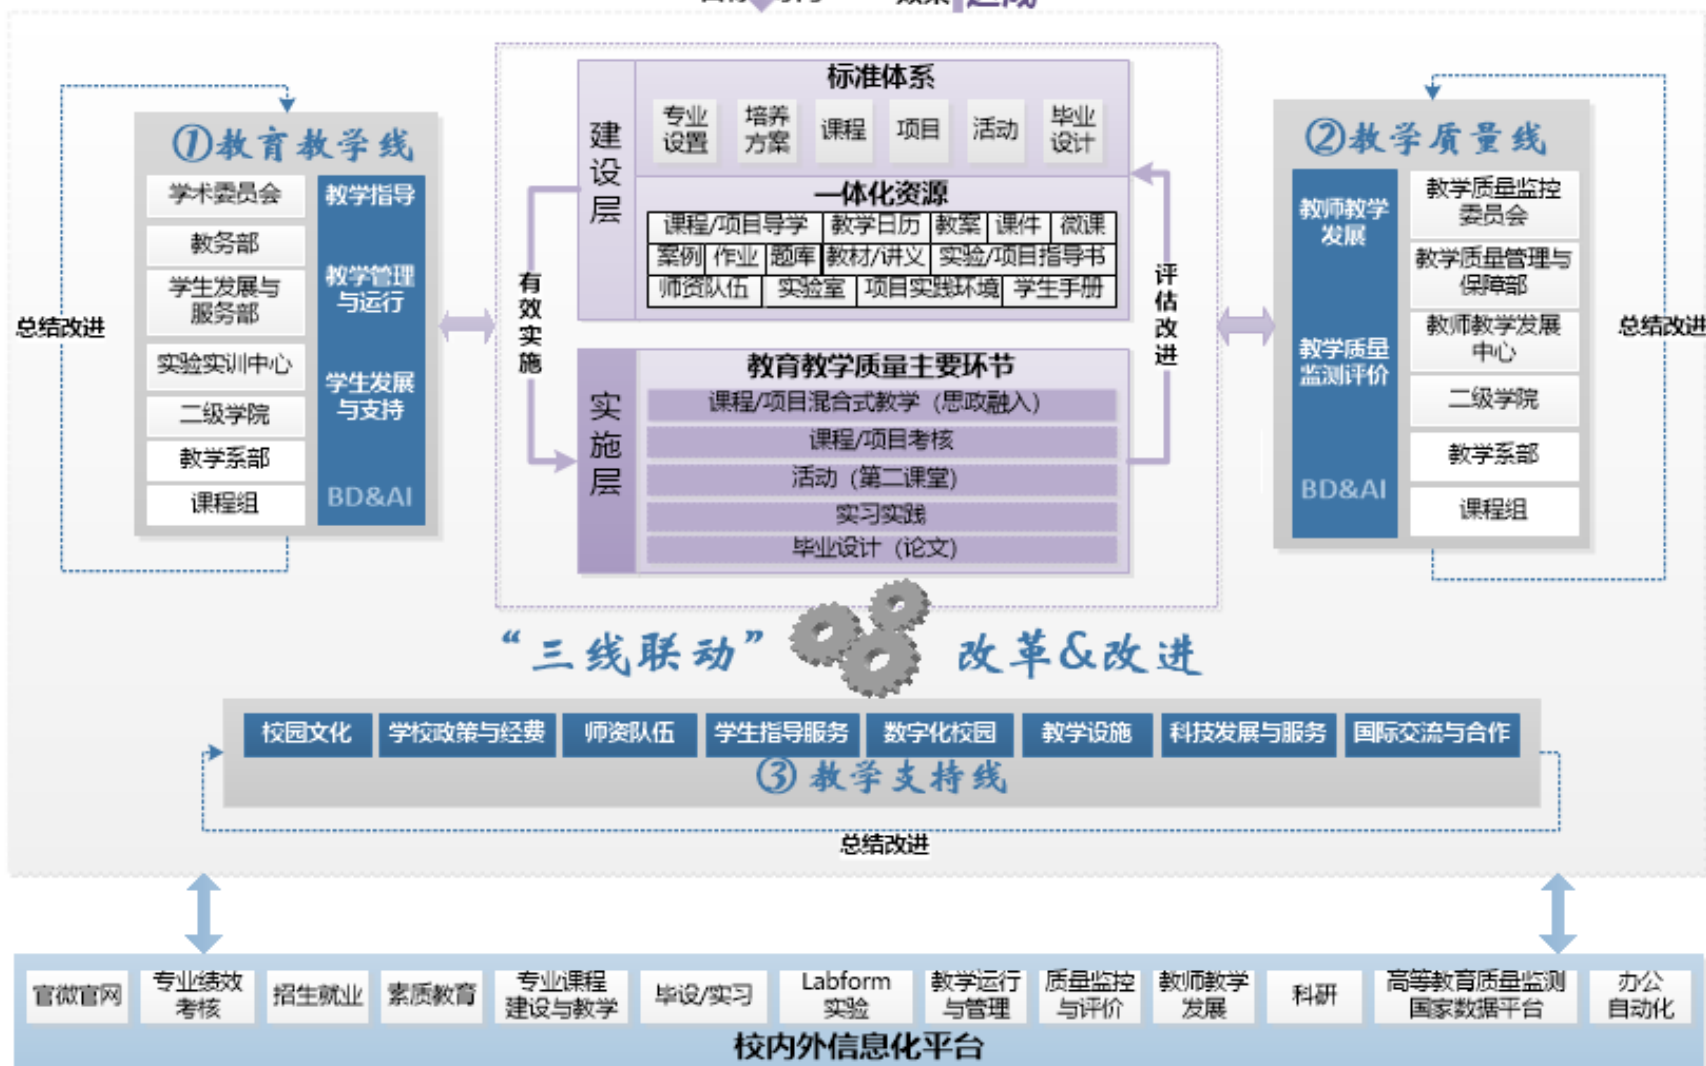 标准体系
建设层
专业
设置
培养
方案
课程
项目
活动
毕业
设计
一体化资源
课程/项目导学 教学日历 教案 课件 微课
案例 作业 题库 教材/讲义 实验/项目指导书
师资队伍 实验室 项目实践环境 学生手册
有效实施
评估改进
实施层
教育教学质量主要环节
课程/项目混合式教学（思政融入）
课程/项目考核
活动（第二课堂）
实习实践
毕业设计（论文）
①教育教学线
学术委员会
教务部
学生发展与
服务部
实验实训中心
二级学院
教学系部
课程组
教学指导
教学管理
与运行
学生发展
与支持
BD&AI
总结改进
②教学质量线
教师教学
发展
教学质量
监测评价
BD&AI
教学质量监控
委员会
教学质量管理与
保障部
教师教学发展
中心
二级学院
教学系部
课程组
总结改进
“三线联动” 改革&改进
校园文化 学校政策与经费 师资队伍 学生指导服务 数字化校园 教学设施 科技发展与服务 国际交流与合作
③教学支持线
总结改进
官微官网
专业绩效
考核
招生就业
素质教育
专业课程
建设与教学
毕设/实习
Labform
实验
教学运行
与管理
质量监控
与评价
教师教学
发展
科研
高等教育质量监测
国家数据平台
办公
自动化
校内外信息化平台